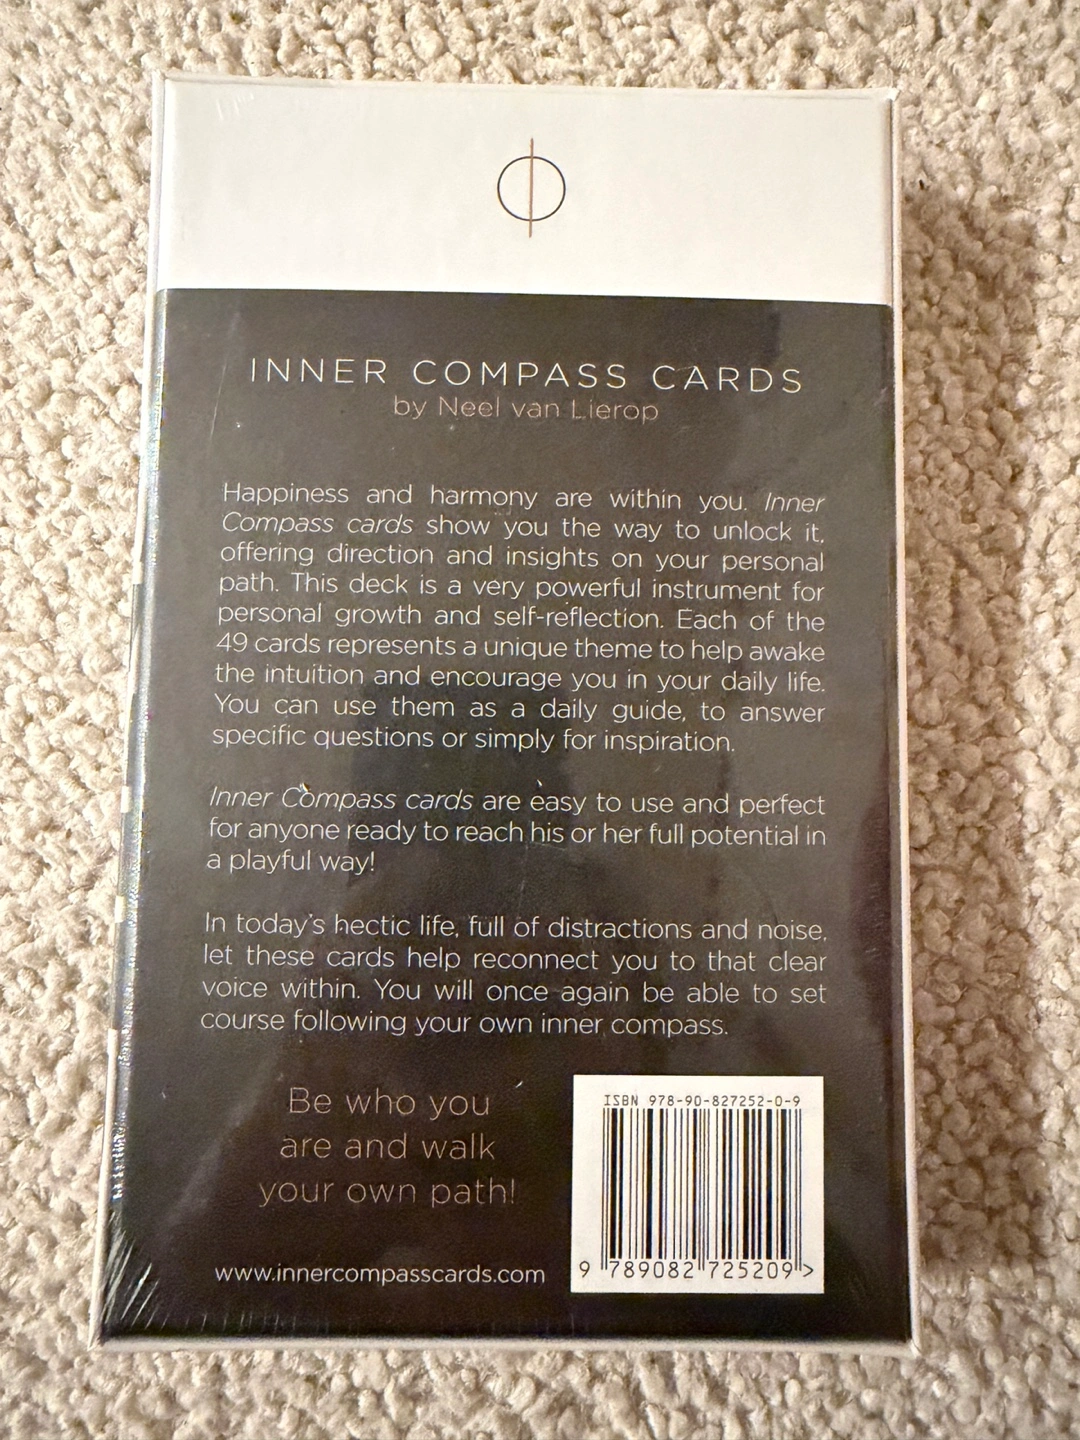 INNER COMPASS CARDS
by Neel van Lierop
Happiness and harmony are within you. Inner
Compass cards show you the way to unlock it,
offering direction and insights on your personal
path. This deck is a very powerful instrument for
personal growth and self-reflection. Each of the
49 cards represents a unique theme to help awake
the intuition and encourage you in your daily life.
You can use them as a daily guide, to answer
specific questions or simply for inspiration.
Inner Compass cards are easy to use and perfect
for anyone ready to reach his or her full potential in
a playful way!
In today's hectic life, full of distractions and noise,
let these cards help reconnect you to that clear
voice within. You will once again be able to set
course following your own inner compass.
Be who you
are and walk
your own path!
www.innercompasscards.com
ISBN 978-90-827252-0-9
9 789082 725209 >